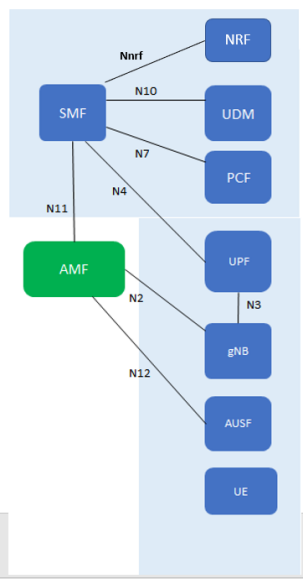 NRF
Nnrf
N10
SMF
UDM
N7
PCF
N4
N11
UPF
AMF
N2
N3
gNB
N12
AUSF
UE